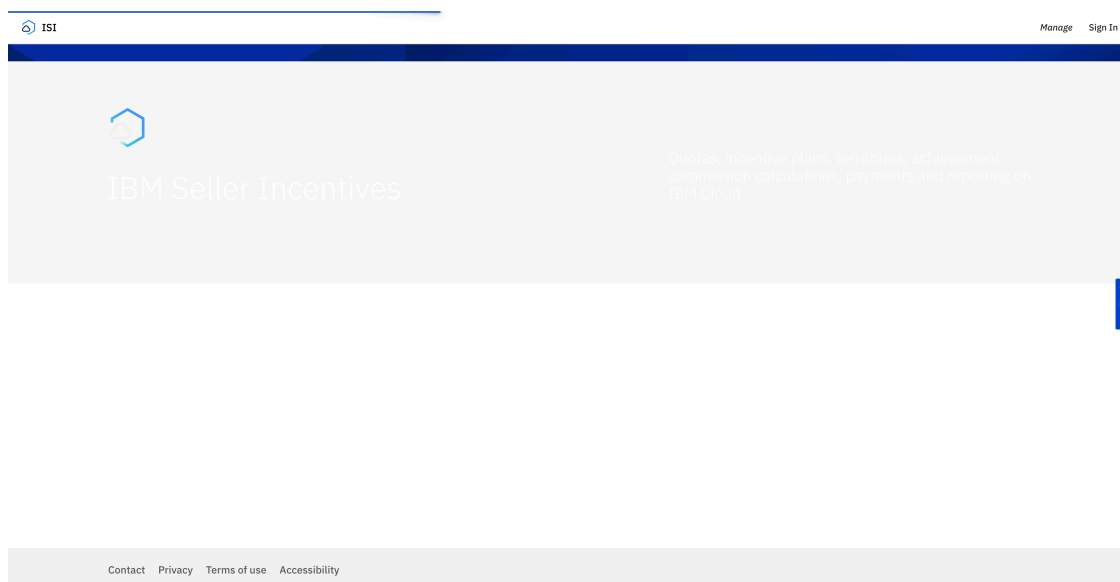 ISI
Manage Sign In
IBM Seller Incentives
Quotas, incentive plans, territories, achievement,
commission calculations, payments and reporting on
IBM Cloud
Contact Privacy Terms of use Accessibility